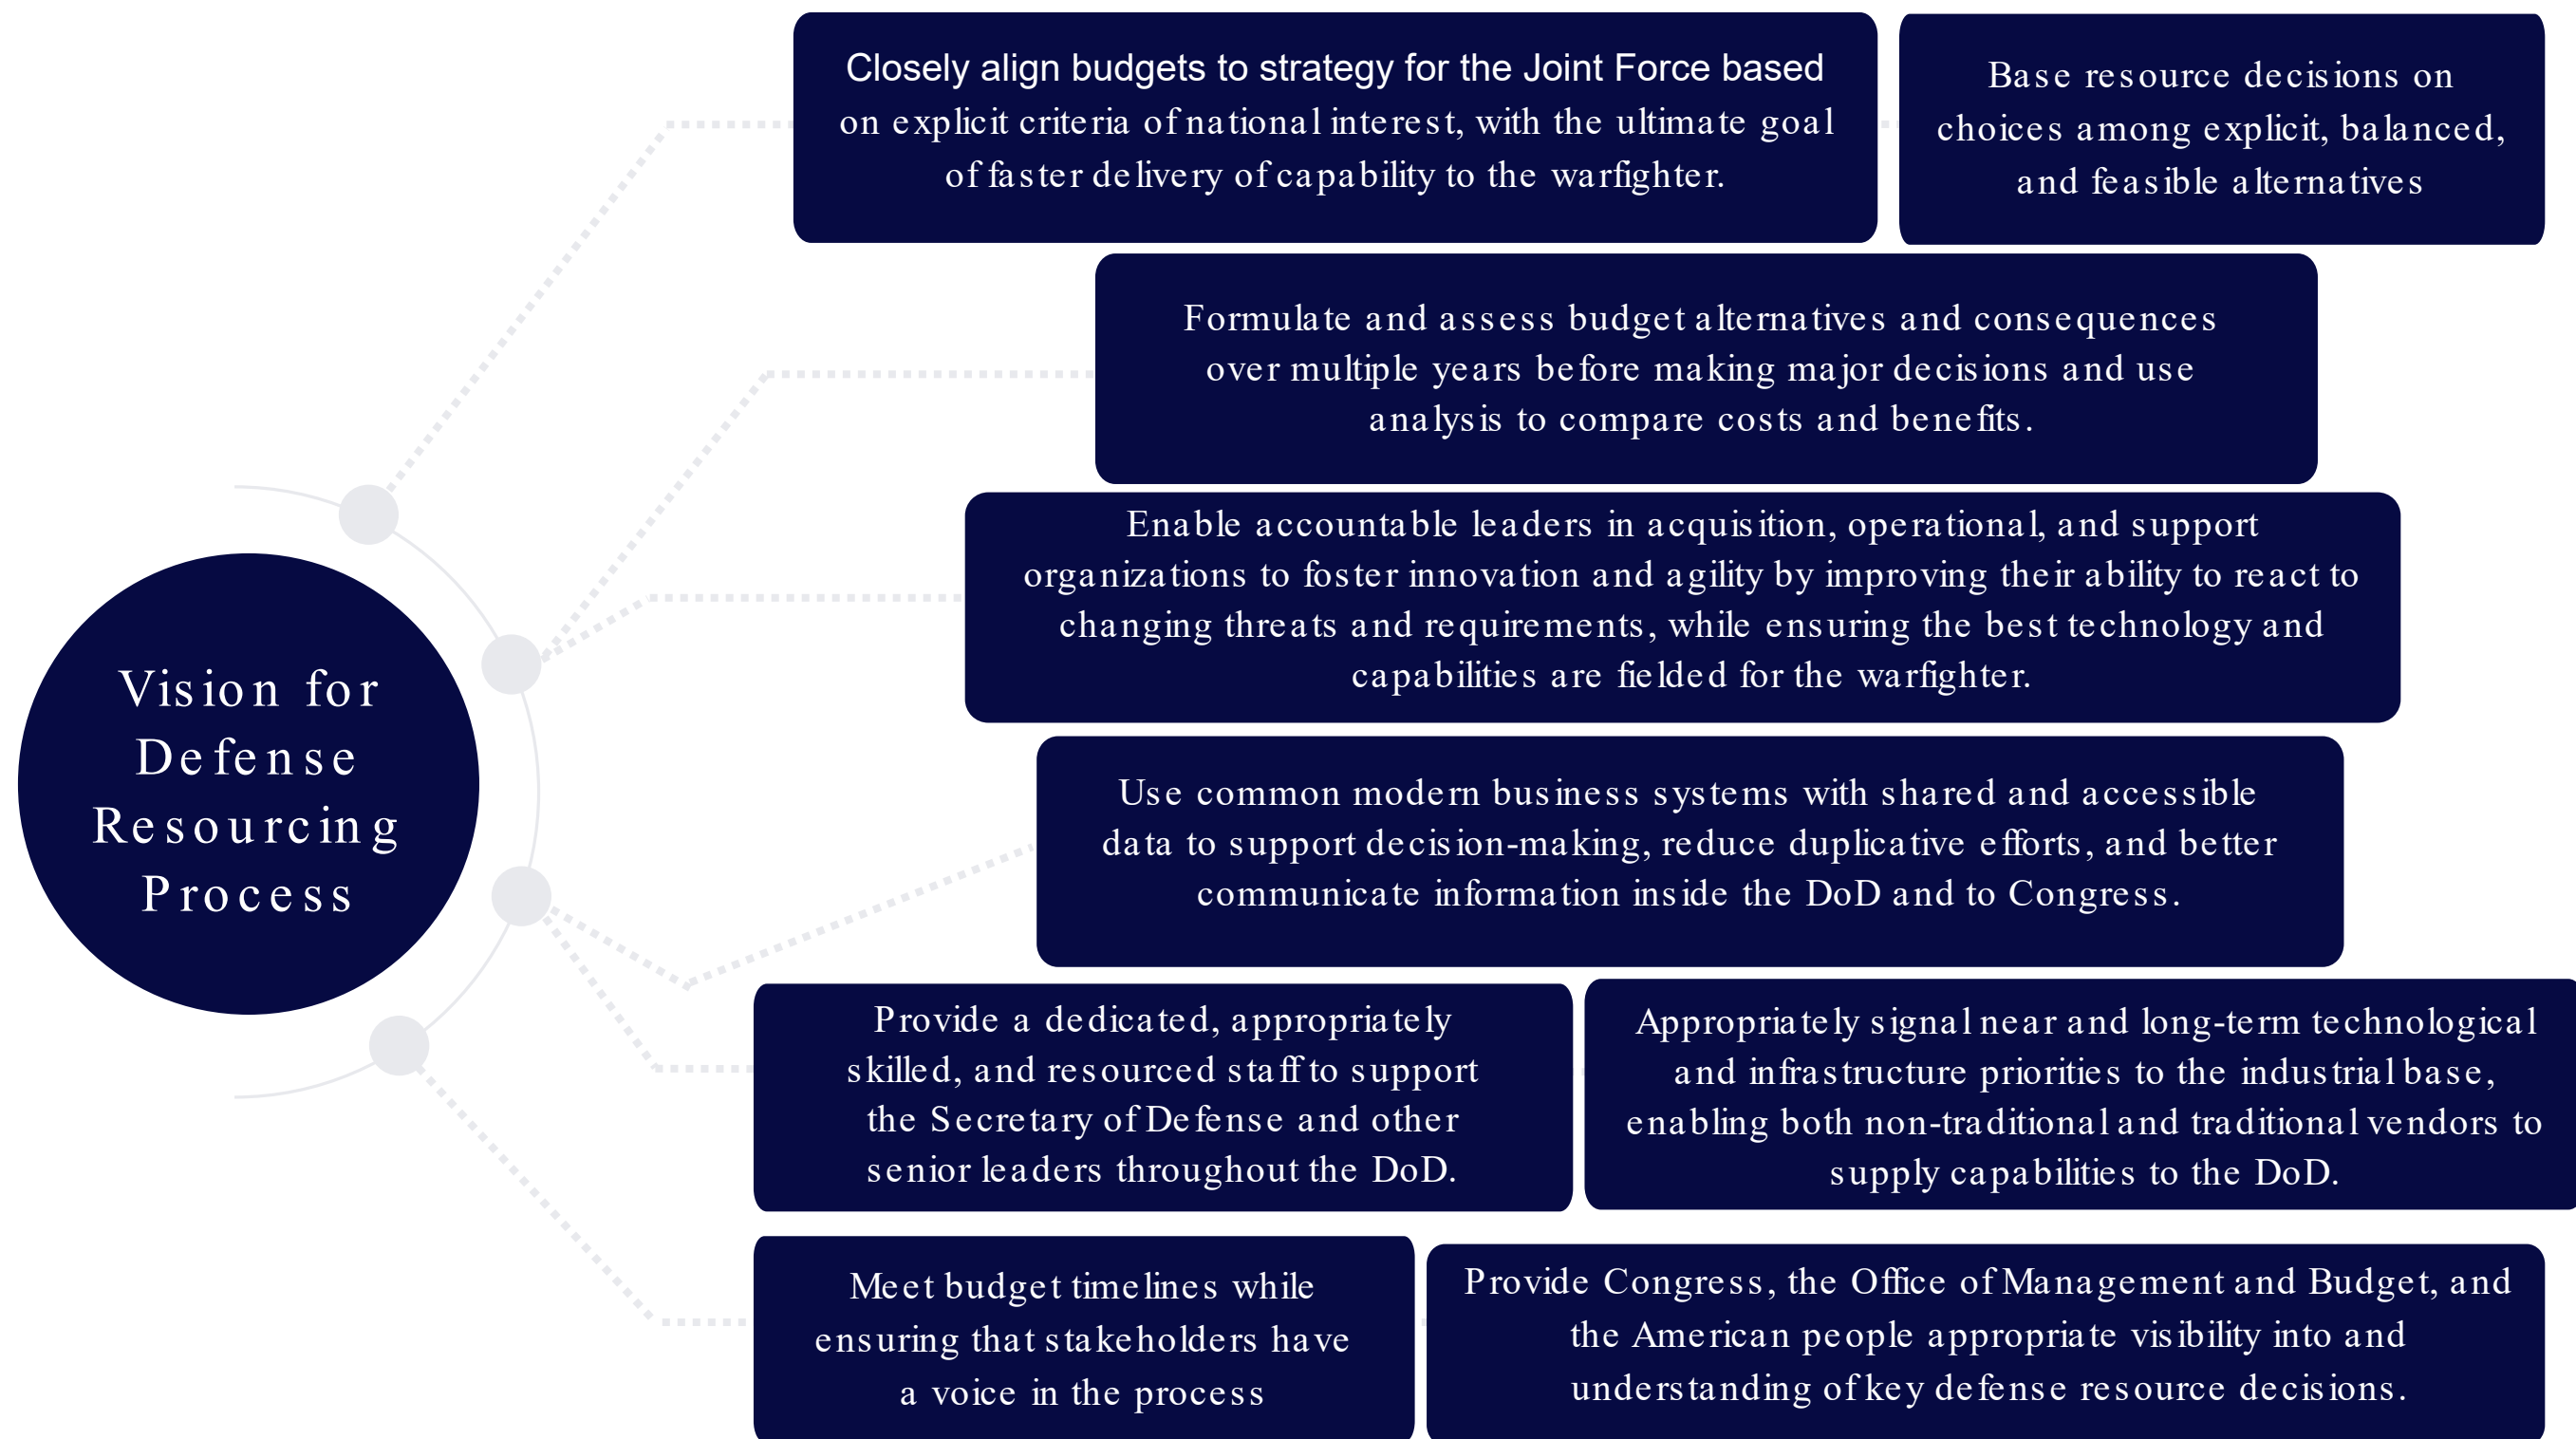 Vision for
Defense
Resourcing
Process
Closely align budgets to strategy for the Joint Force based
on explicit criteria of national interest, with the ultimate goal
of faster delivery of capability to the warfighter.
Base resource decisions on
choices among explicit, balanced,
and feasible alternatives
Formulate and assess budget alternatives and consequences
over multiple years before making major decisions and use
analysis to compare costs and benefits.
Enable accountable leaders in acquisition, operational, and support
organizations to foster innovation and agility by improving their ability to react to
changing threats and requirements, while ensuring the best technology and
capabilities are fielded for the warfighter.
Use common modern business systems with shared and accessible
data to support decision-making, reduce duplicative efforts, and better
communicate information inside the DoD and to Congress.
Provide a dedicated, appropriately
skilled, and resourced staff to support
the Secretary of Defense and other
senior leaders throughout the DoD.
Appropriately signal near and long-term technological
and infrastructure priorities to the industrial base,
enabling both non-traditional and traditional vendors to
supply capabilities to the DoD.
Meet budget timelines while
ensuring that stakeholders have
a voice in the process
Provide Congress, the Office of Management and Budget, and
the American people appropriate visibility into and
understanding of key defense resource decisions.